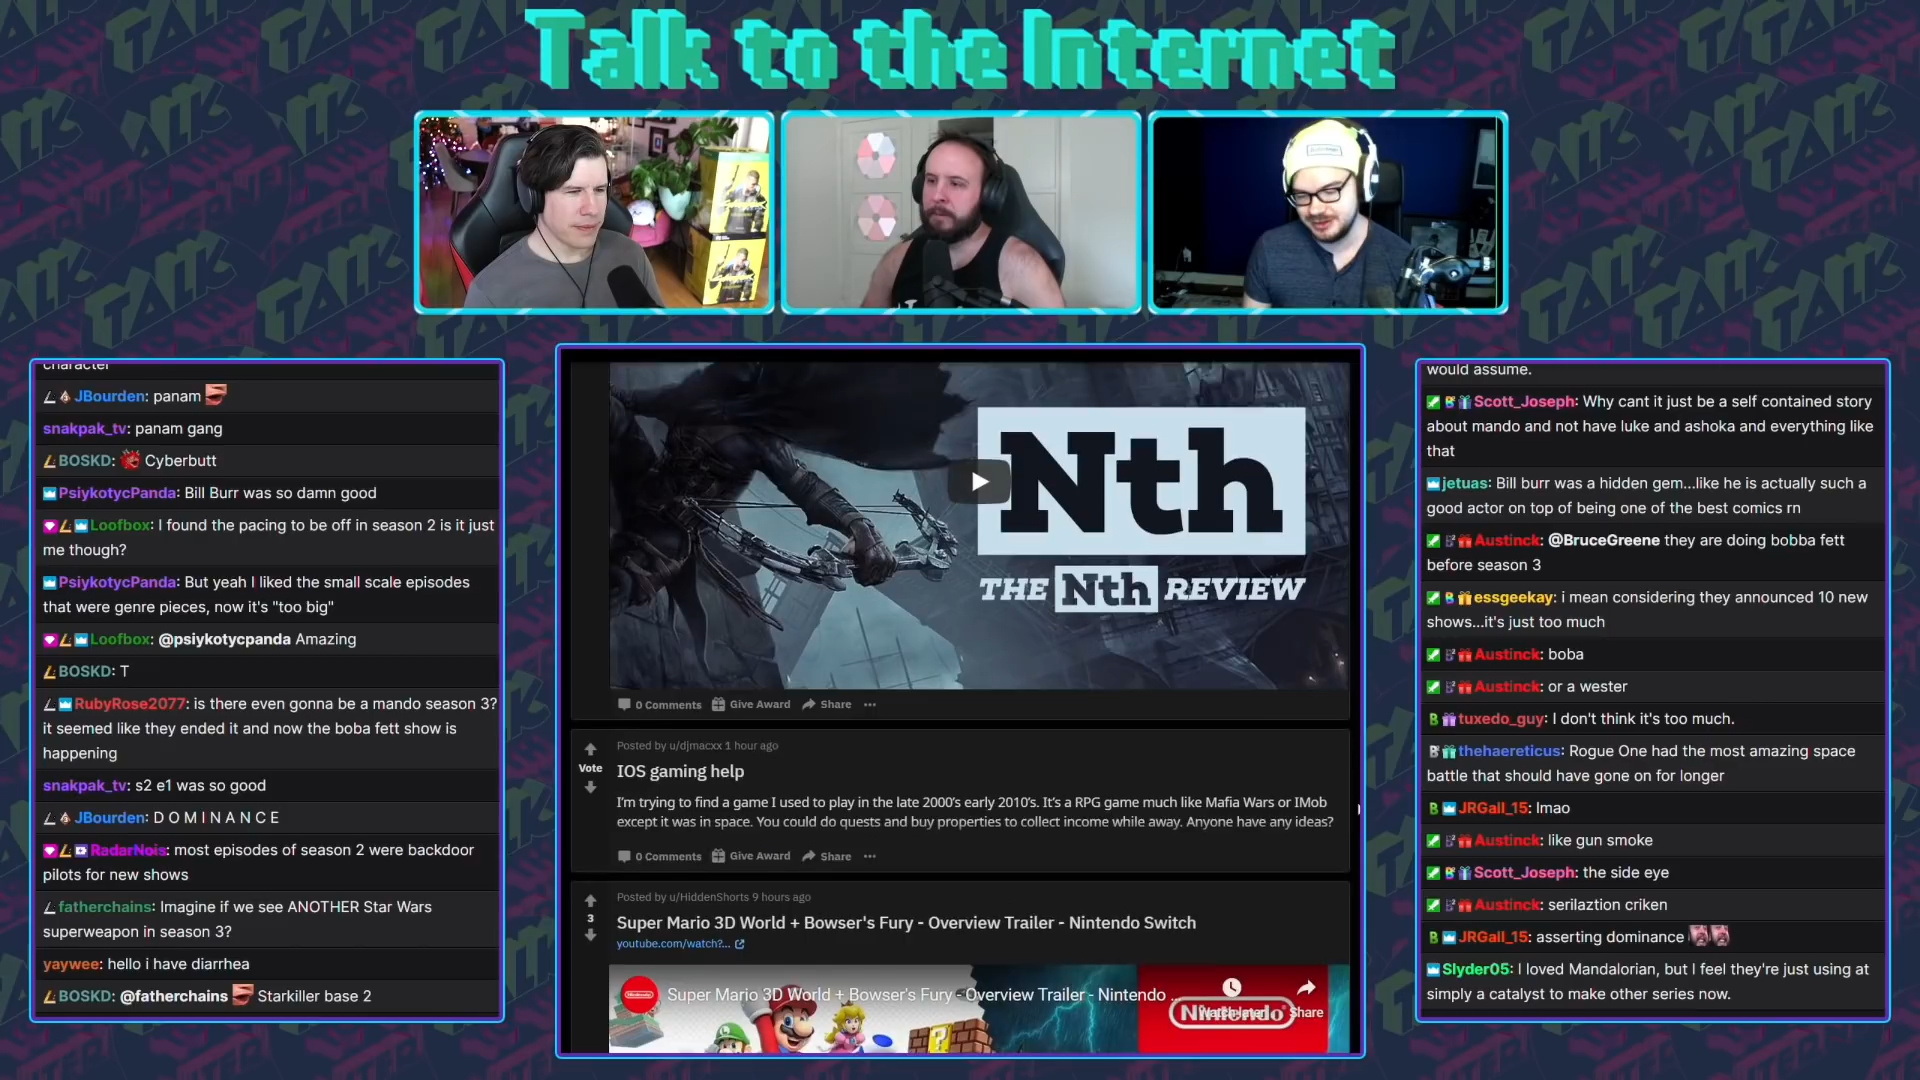 Talk to the Internet
character
JBourden: panam
snakpak_tv: panam gang
BOSKD: Cyberbutt
PsiykotycPanda: Bill Burr was so damn good
Loofbox: I found the pacing to be off in season 2 is it just
me though?
PsiykotycPanda: But yeah I liked the small scale episodes
that were genre pieces, now it's "too big"
Loofbox: @psiykotycpanda Amazing
BOSKD: T
RubyRose2077: is there even gonna be a mando season 3?
it seemed like they ended it and now the boba fett show is
happening
snakpak_tv: s2 e1 was so good
JBourden: D O M I N A N C E
RadarNois: most episodes of season 2 were backdoor
pilots for new shows
fatherchains: Imagine if we see ANOTHER Star Wars
superweapon in season 3?
yaywee: hello i have diarrhea
BOSKD: @fatherchains Starkiller base 2
Nth
THE Nth REVIEW
0 Comments Give Award Share ...
Posted by u/djmacxx 1 hour ago
Vote
IOS gaming help
I'm trying to find a game I used to play in the late 2000's early 2010's. It's a RPG game much like Mafia Wars or IMob
except it was in space. You could do quests and buy properties to collect income while away. Anyone have any ideas?
0 Comments Give Award Share ...
Posted by u/HiddenShorts 9 hours ago
3
Super Mario 3D World + Bowser's Fury - Overview Trailer - Nintendo Switch
youtube.com/watch?...
Super Mario 3D World + Bowser's Fury - Overview Trailer - Nintendo ...
Nintendo
Watch later
Share
would assume.
Scott_Joseph: Why cant it just be a self contained story
about mando and not have luke and ashoka and everything like
that
jetuas: Bill burr was a hidden gem...like he is actually such a
good actor on top of being one of the best comics rn
Austinck: @BruceGreene they are doing bobba fett
before season 3
essgeekay: i mean considering they announced 10 new
shows...it's just too much
Austinck: boba
Austinck: or a wester
tuxedo_guy: I don't think it's too much.
thehaereticus: Rogue One had the most amazing space
battle that should have gone on for longer
JRGall_15: lmao
Austinck: like gun smoke
Scott_Joseph: the side eye
Austinck: serilaztion criken
JRGall_15: asserting dominance
Slyder05: I loved Mandalorian, but I feel they're just using at
simply a catalyst to make other series now.